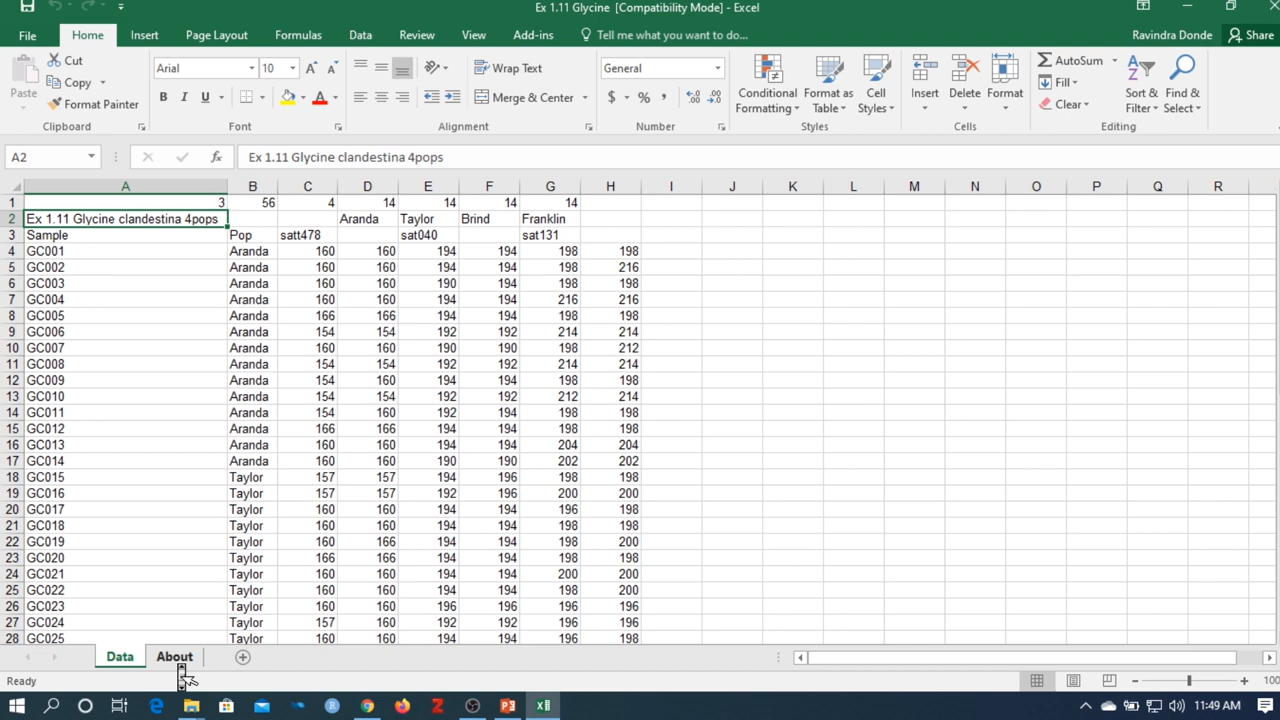 Ex 1.11 Glycine [Compatibility Mode] - Excel
File Home Insert Page Layout Formulas Data Review View Add-ins Tell me what you want to do... Ravindra Donde Share
Paste
Cut
Copy
Format Painter
Clipboard
Arial 10
B I U A
Font
Wrap Text
Merge & Center
Alignment
General
$ % ,
Number
Conditional Formatting
Format as Table
Cell Styles
Styles
Insert Delete Format
Cells
AutoSum
Fill
Clear
Sort & Filter
Find & Select
Editing
A2 fx Ex 1.11 Glycine clandestina 4pops
A B C D E F G H I J K L M N O P Q R
1 3 56 4 14 14 14 14
2 Ex 1.11 Glycine clandestina 4pops Aranda Taylor Brind Franklin
3 Sample Pop satt478 sat040 sat131
4 GC001 Aranda 160 160 194 194 198 198
5 GC002 Aranda 160 160 194 194 198 216
6 GC003 Aranda 160 160 190 194 198 198
7 GC004 Aranda 160 160 194 194 216 216
8 GC005 Aranda 166 166 194 194 198 198
9 GC006 Aranda 154 154 192 192 214 214
10 GC007 Aranda 160 160 190 190 198 212
11 GC008 Aranda 154 154 192 192 214 214
12 GC009 Aranda 154 160 194 194 198 198
13 GC010 Aranda 154 154 192 192 212 214
14 GC011 Aranda 154 160 192 194 198 198
15 GC012 Aranda 166 166 194 194 198 198
16 GC013 Aranda 160 160 194 194 204 204
17 GC014 Aranda 160 160 190 190 202 202
18 GC015 Taylor 157 157 194 196 198 198
19 GC016 Taylor 157 157 192 196 200 200
20 GC017 Taylor 160 160 194 194 196 198
21 GC018 Taylor 160 160 194 194 198 198
22 GC019 Taylor 160 160 194 194 198 200
23 GC020 Taylor 166 166 194 194 198 198
24 GC021 Taylor 160 160 194 194 200 200
25 GC022 Taylor 160 160 194 194 198 200
26 GC023 Taylor 160 160 196 196 196 196
27 GC024 Taylor 157 160 192 192 196 196
28 GC025 Taylor 160 160 194 194 196 198
Data About
Ready 100
11:49 AM